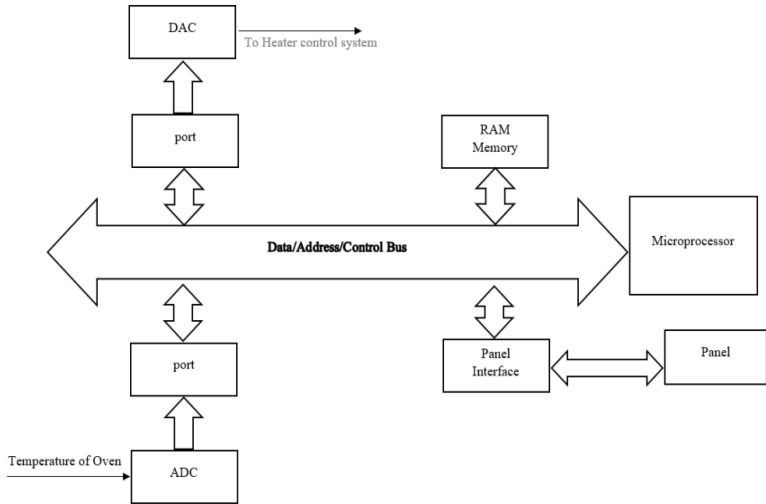 DAC
To Heater control system
port
RAM
Memory
Data/Address/Control Bus
Microprocessor
port
Panel
Interface
Panel
Temperature of Oven
ADC